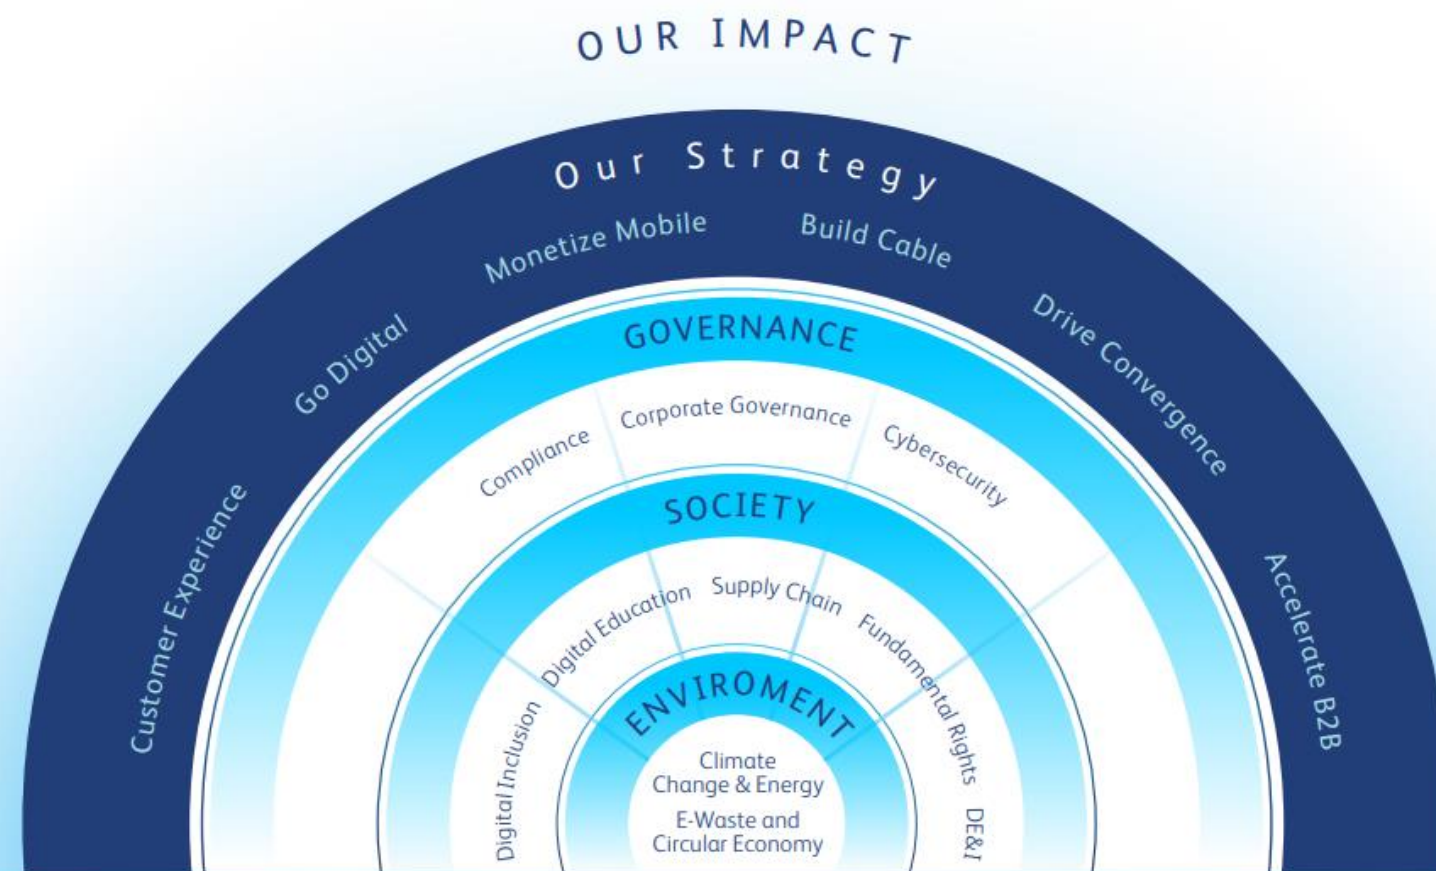 OUR IMPACT
Our Strategy
Customer Experience
Go Digital
Monetize Mobile
Build Cable
Drive Convergence
Accelerate B2B
GOVERNANCE
Compliance
Corporate Governance
Cybersecurity
SOCIETY
Digital Inclusion
Digital Education
Supply Chain
Fundamental Rights
DE&I
ENVIROMENT
Climate
Change & Energy
E-Waste and
Circular Economy